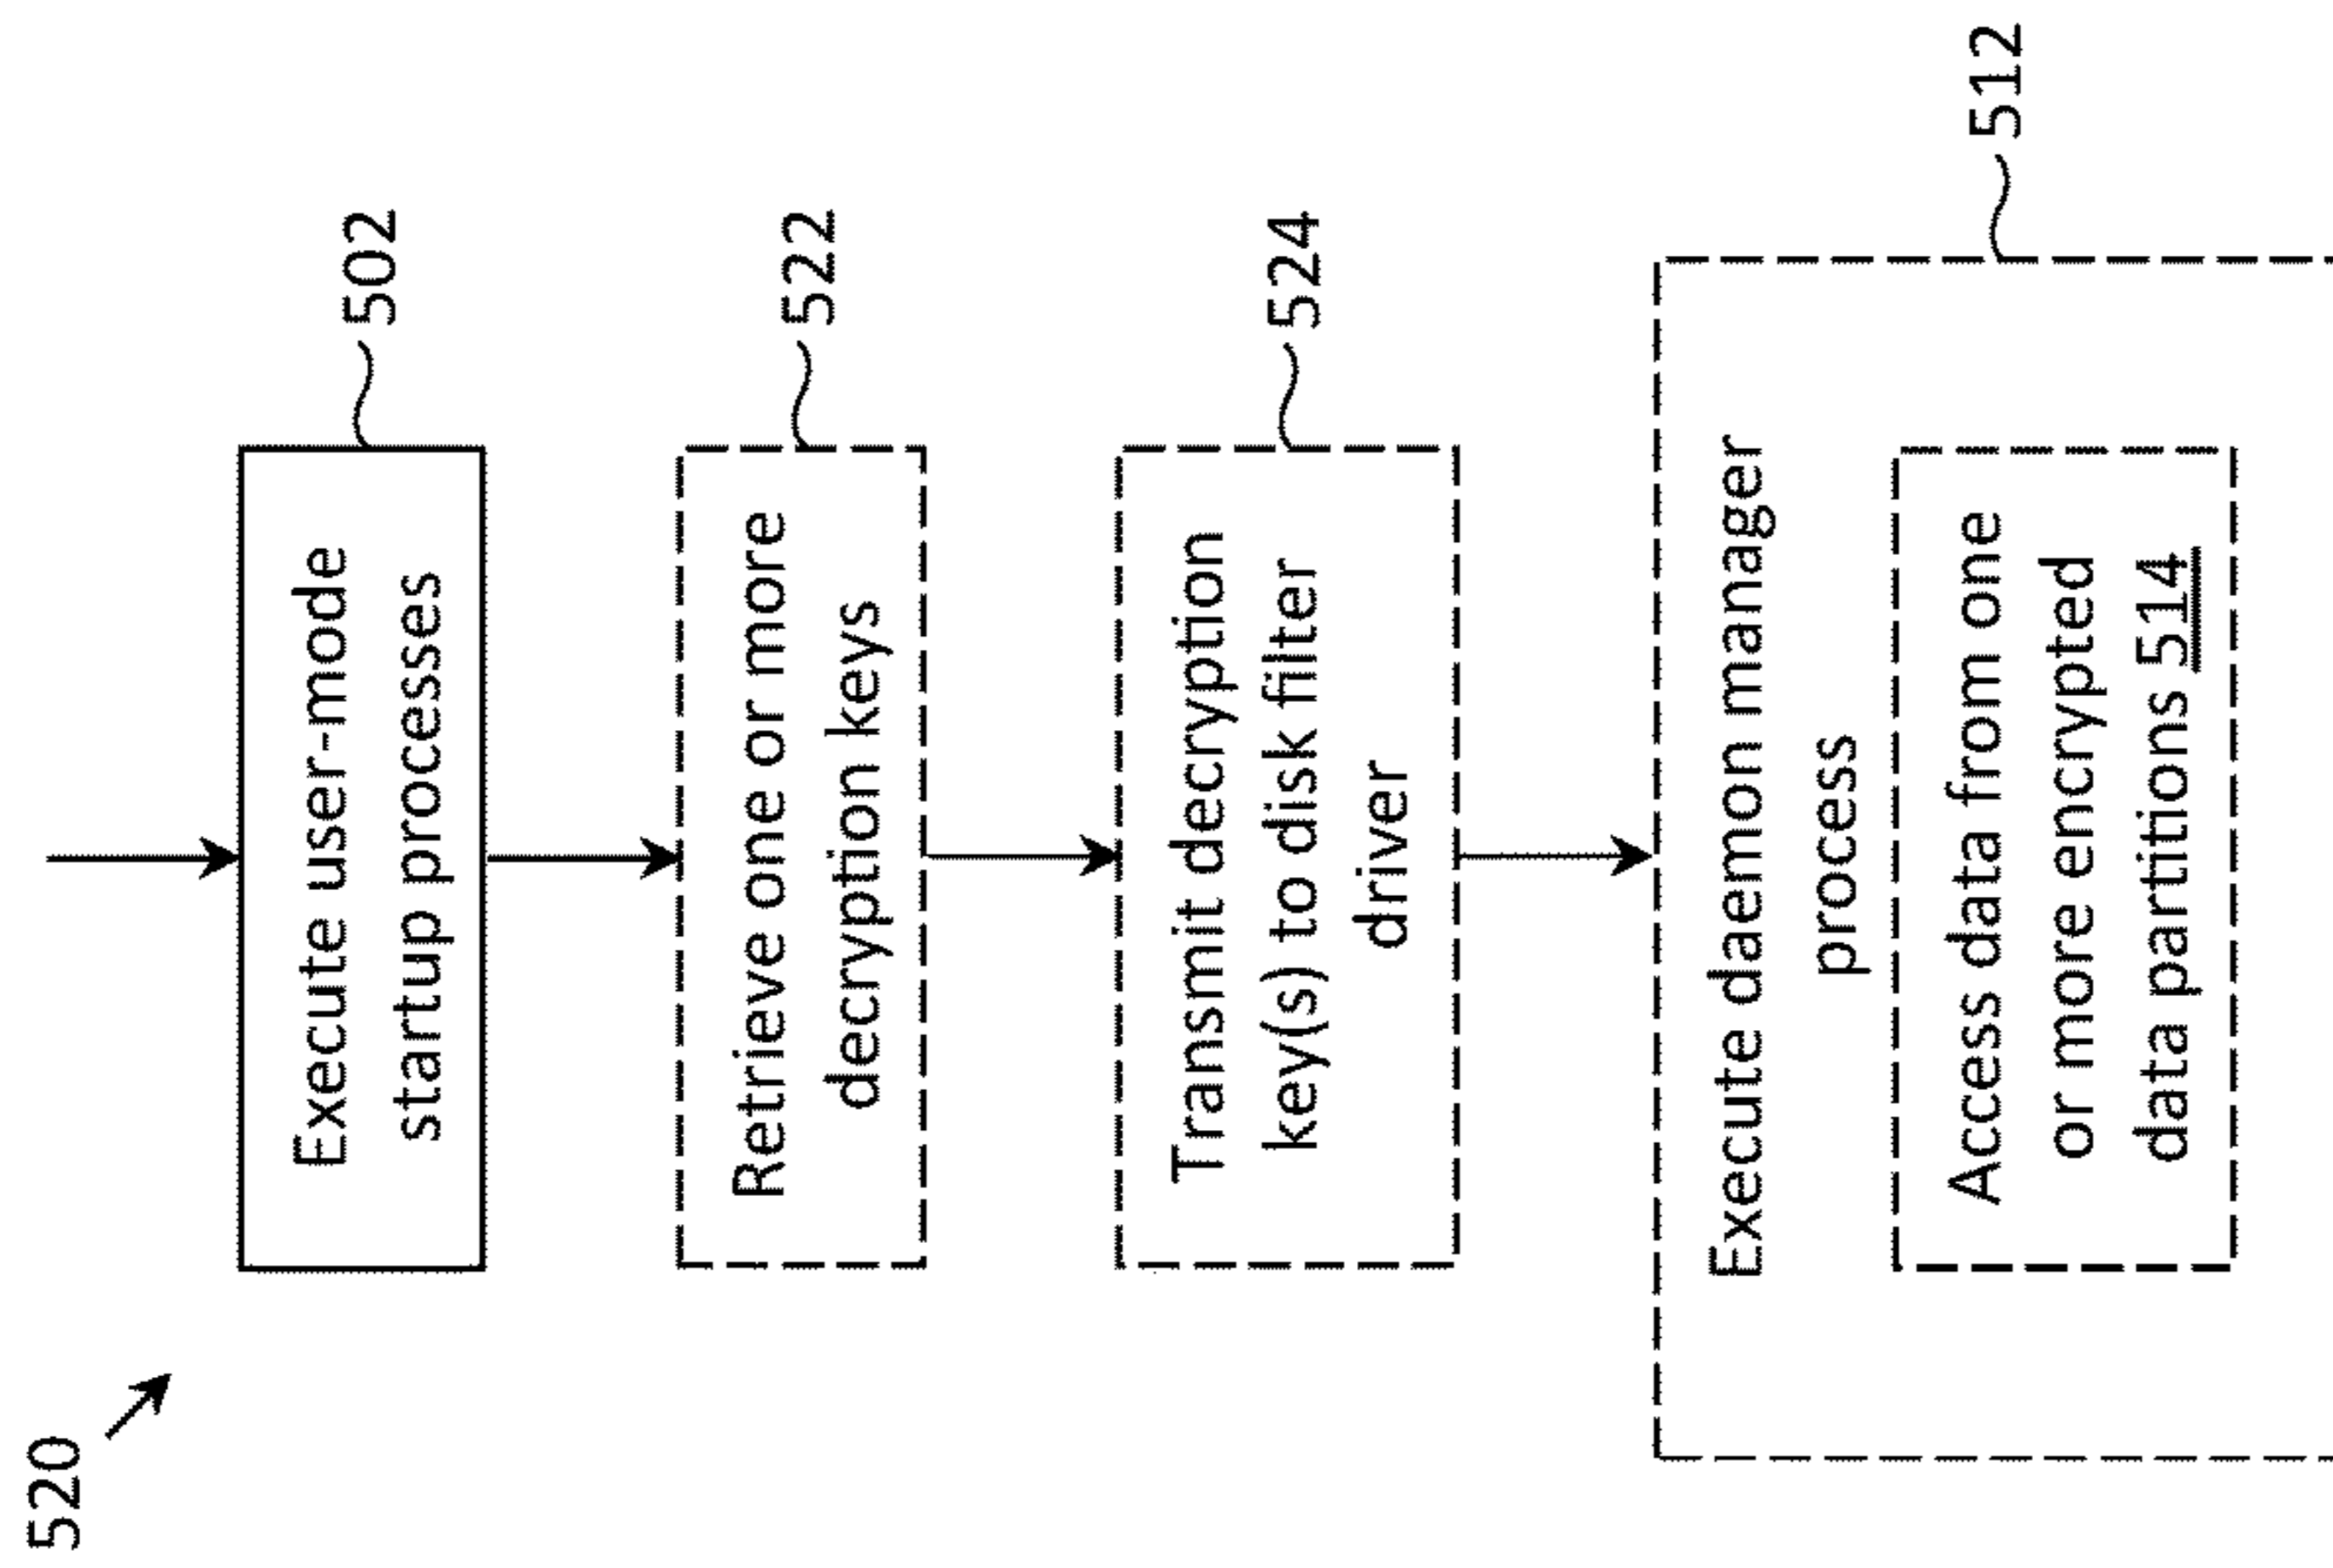 520
Execute user-mode
startup processes
502
Retrieve one or more
decryption keys
522
Transmit decryption
key(s) to disk filter
driver
524
Execute daemon manager
process
512
Access data from one
or more encrypted
data partitions 514